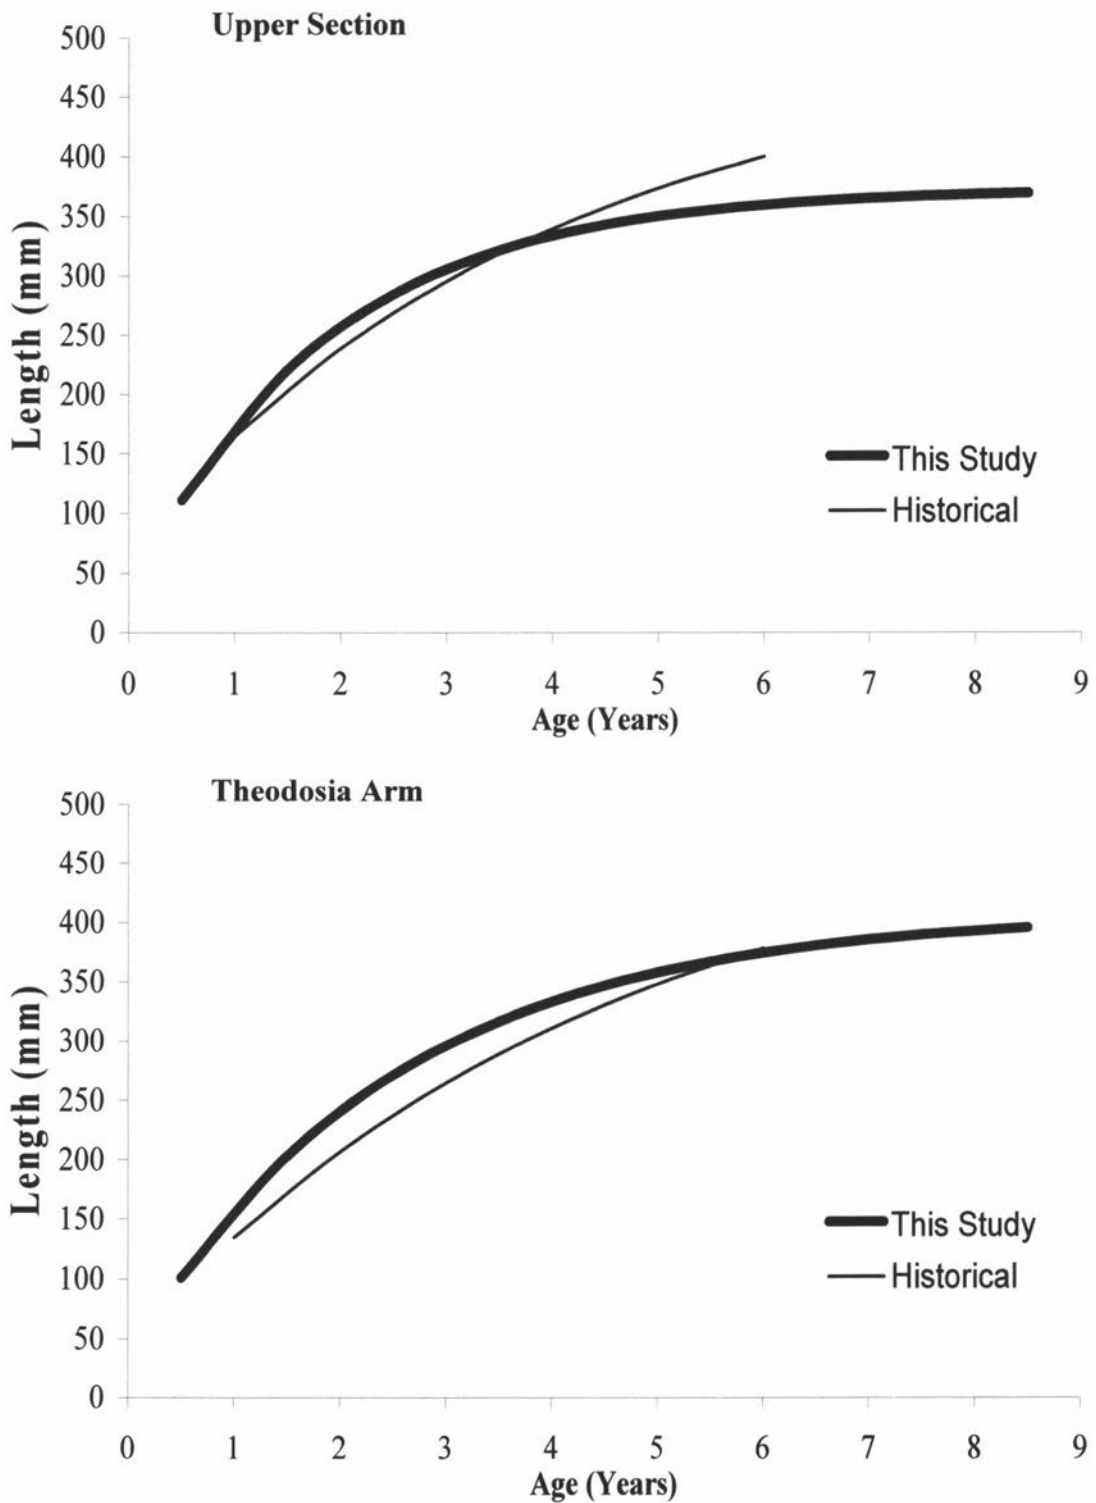 Upper Section
500
450
400
350
300
250
200
150
100
50
0
Length (mm)
This Study
Historical
0 1 2 3 4 5 6 7 8 9
Age (Years)
Theodosia Arm
500
450
400
350
300
250
200
150
100
50
0
Length (mm)
This Study
Historical
0 1 2 3 4 5 6 7 8 9
Age (Years)